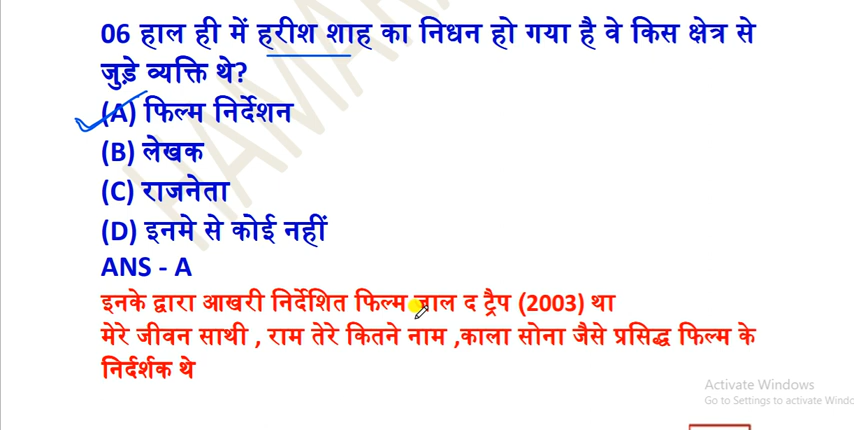 06 हाल ही में हरीश शाह का निधन हो गया है वे किस क्षेत्र से
जुड़े व्यक्ति थे?
(A) फिल्म निर्देशन
(B) लेखक
(C) राजनेता
(D) इनमे से कोई नहीं
ANS - A
इनके द्वारा आखरी निर्देशित फिल्म जाल द ट्रैप (2003) था
मेरे जीवन साथी , राम तेरे कितने नाम ,काला सोना जैसे प्रसिद्ध फिल्म के
निर्दर्शक थे
Activate Windows
Go to Settings to activate Windo